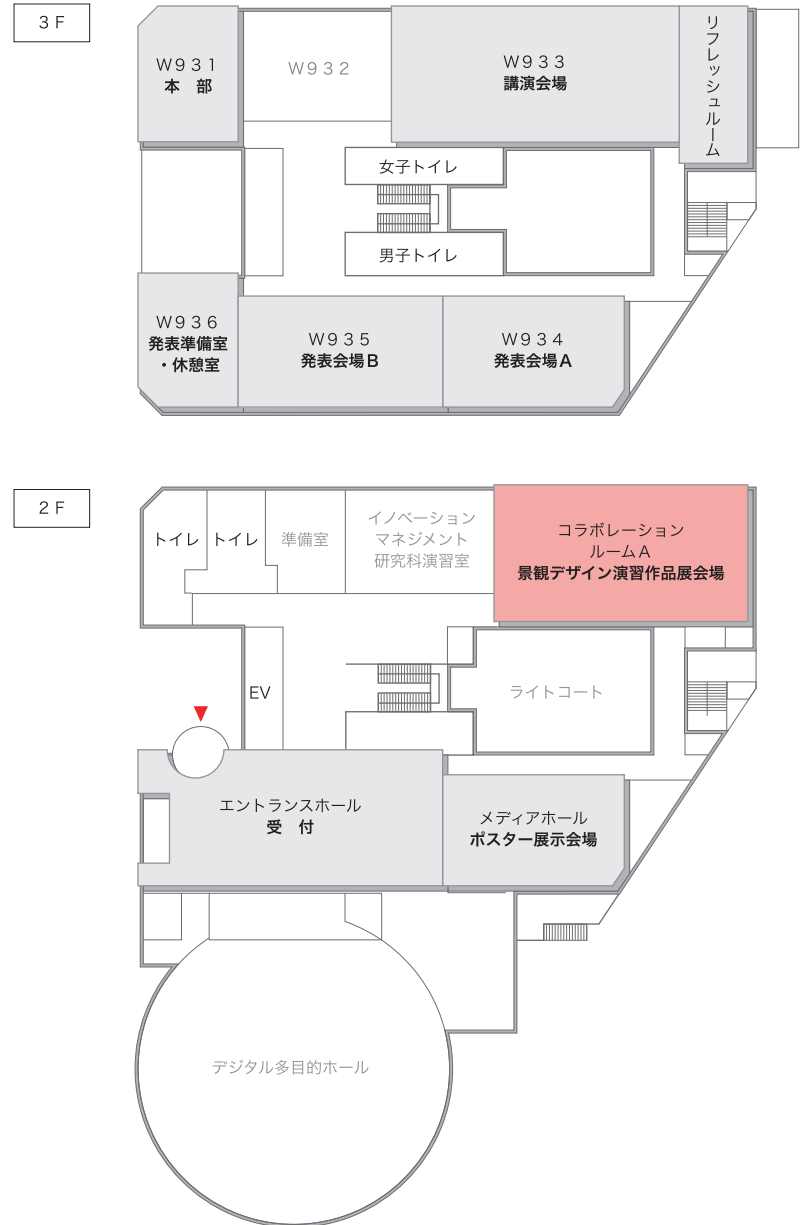 ３Ｆ
Ｗ９３１
本　部
Ｗ９３２
Ｗ９３３
講演会場
リフレッシュルーム
女子トイレ
男子トイレ
Ｗ９３６
発表準備室
・休憩室
Ｗ９３５
発表会場Ｂ
Ｗ９３４
発表会場Ａ
２Ｆ
トイレ
トイレ
準備室
イノベーション
マネジメント
研究科演習室
コラボレーション
ルームＡ
景観デザイン演習作品展会場
EV
ライトコート
エントランスホール
受　付
メディアホール
ポスター展示会場
デジタル多目的ホール